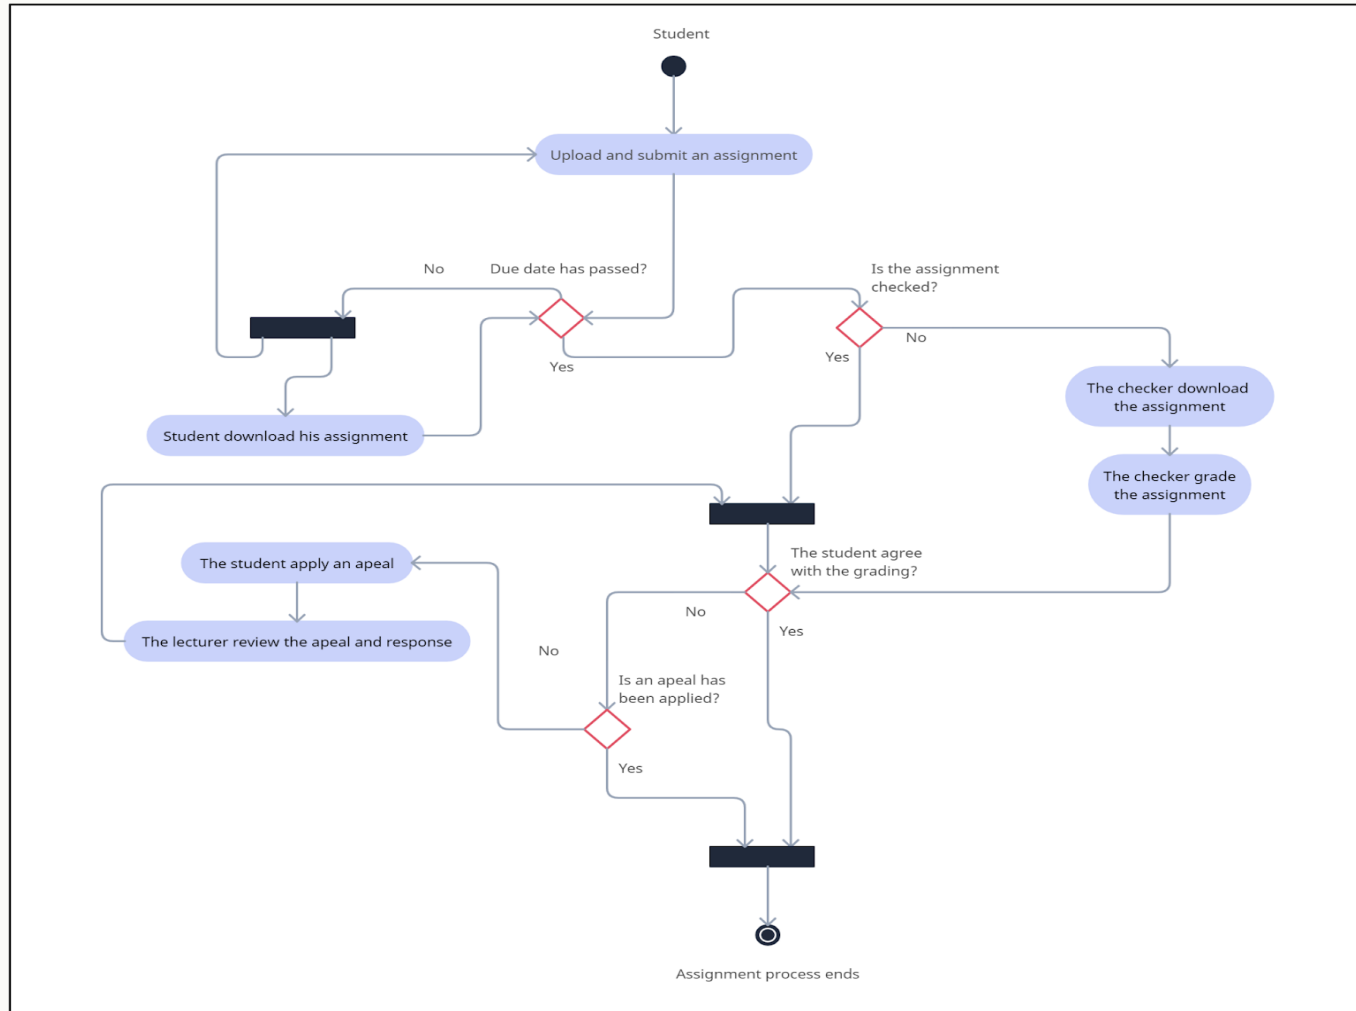 Student
Upload and submit an assignment
No
Due date has passed?
Is the assignment
checked?
No
Yes
Yes
The checker download
the assignment
Student download his assignment
The checker grade
the assignment
The student agree
with the grading?
The student apply an apeal
No
Yes
The lecturer review the apeal and response
No
Is an apeal has
been applied?
Yes
Assignment process ends